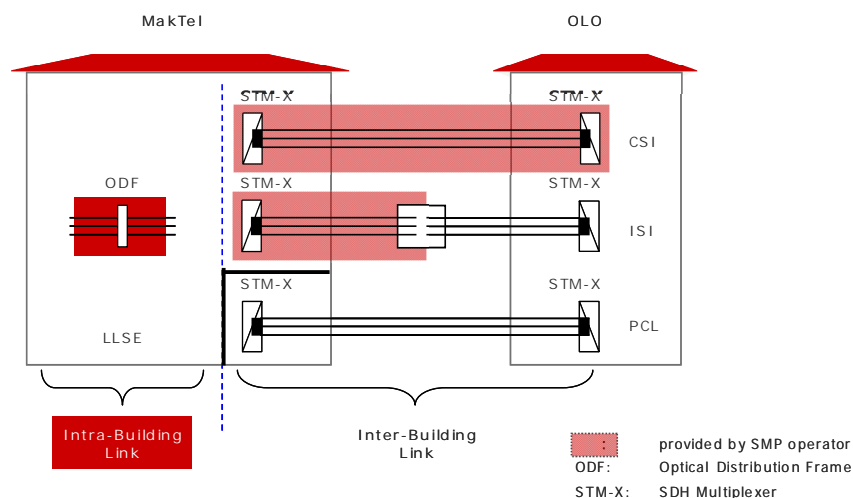 MakTel
OLO
STM-X
STM-X
CSI
ODF
STM-X
STM-X
ISI
STM-X
STM-X
PCL
LLSE
Intra-Building
Link
Inter-Building
Link
: provided by SMP operator
ODF: Optical Distribution Frame
STM-X: SDH Multiplexer